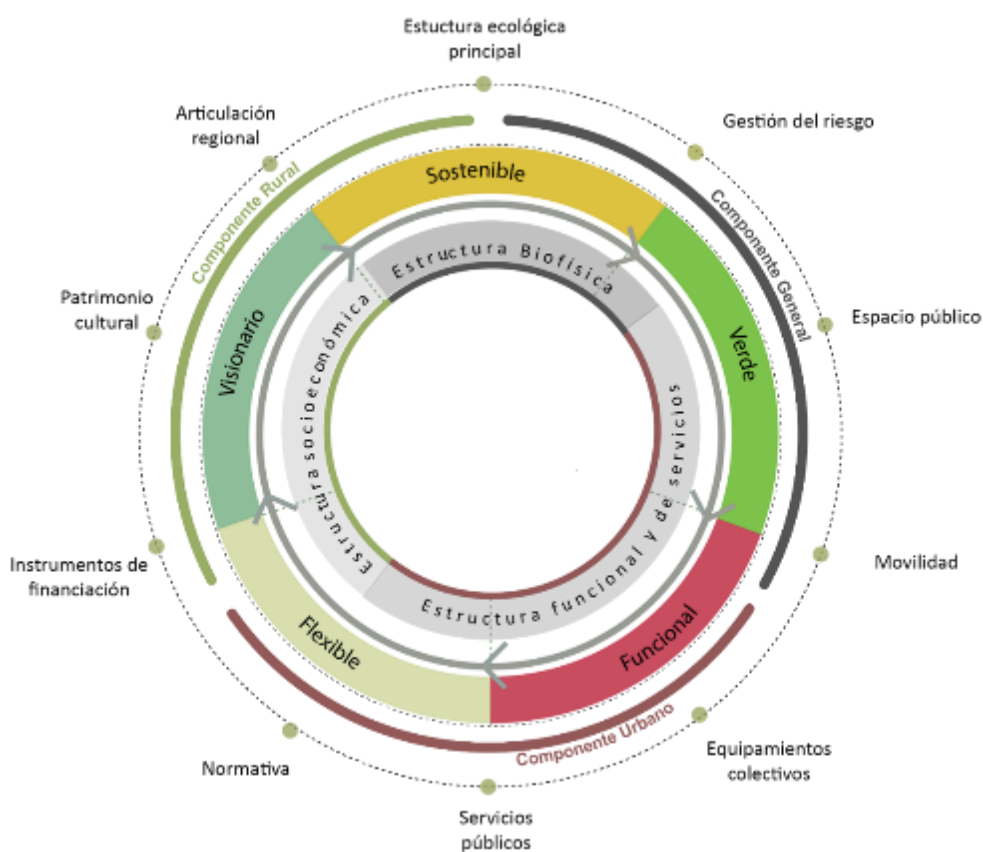 Estuctura ecológica
principal
Gestión del riesgo
Espacio público
Movilidad
Equipamientos
colectivos
Servicios
públicos
Normativa
Instrumentos de
financiación
Patrimonio
cultural
Articulación
regional
Componente Rural
Componente General
Componente Urbano
Sostenible
Verde
Funcional
Flexible
Visionario
Estructura Biofísica
Estructura funcional y de servicios
Estructura socioeconómica